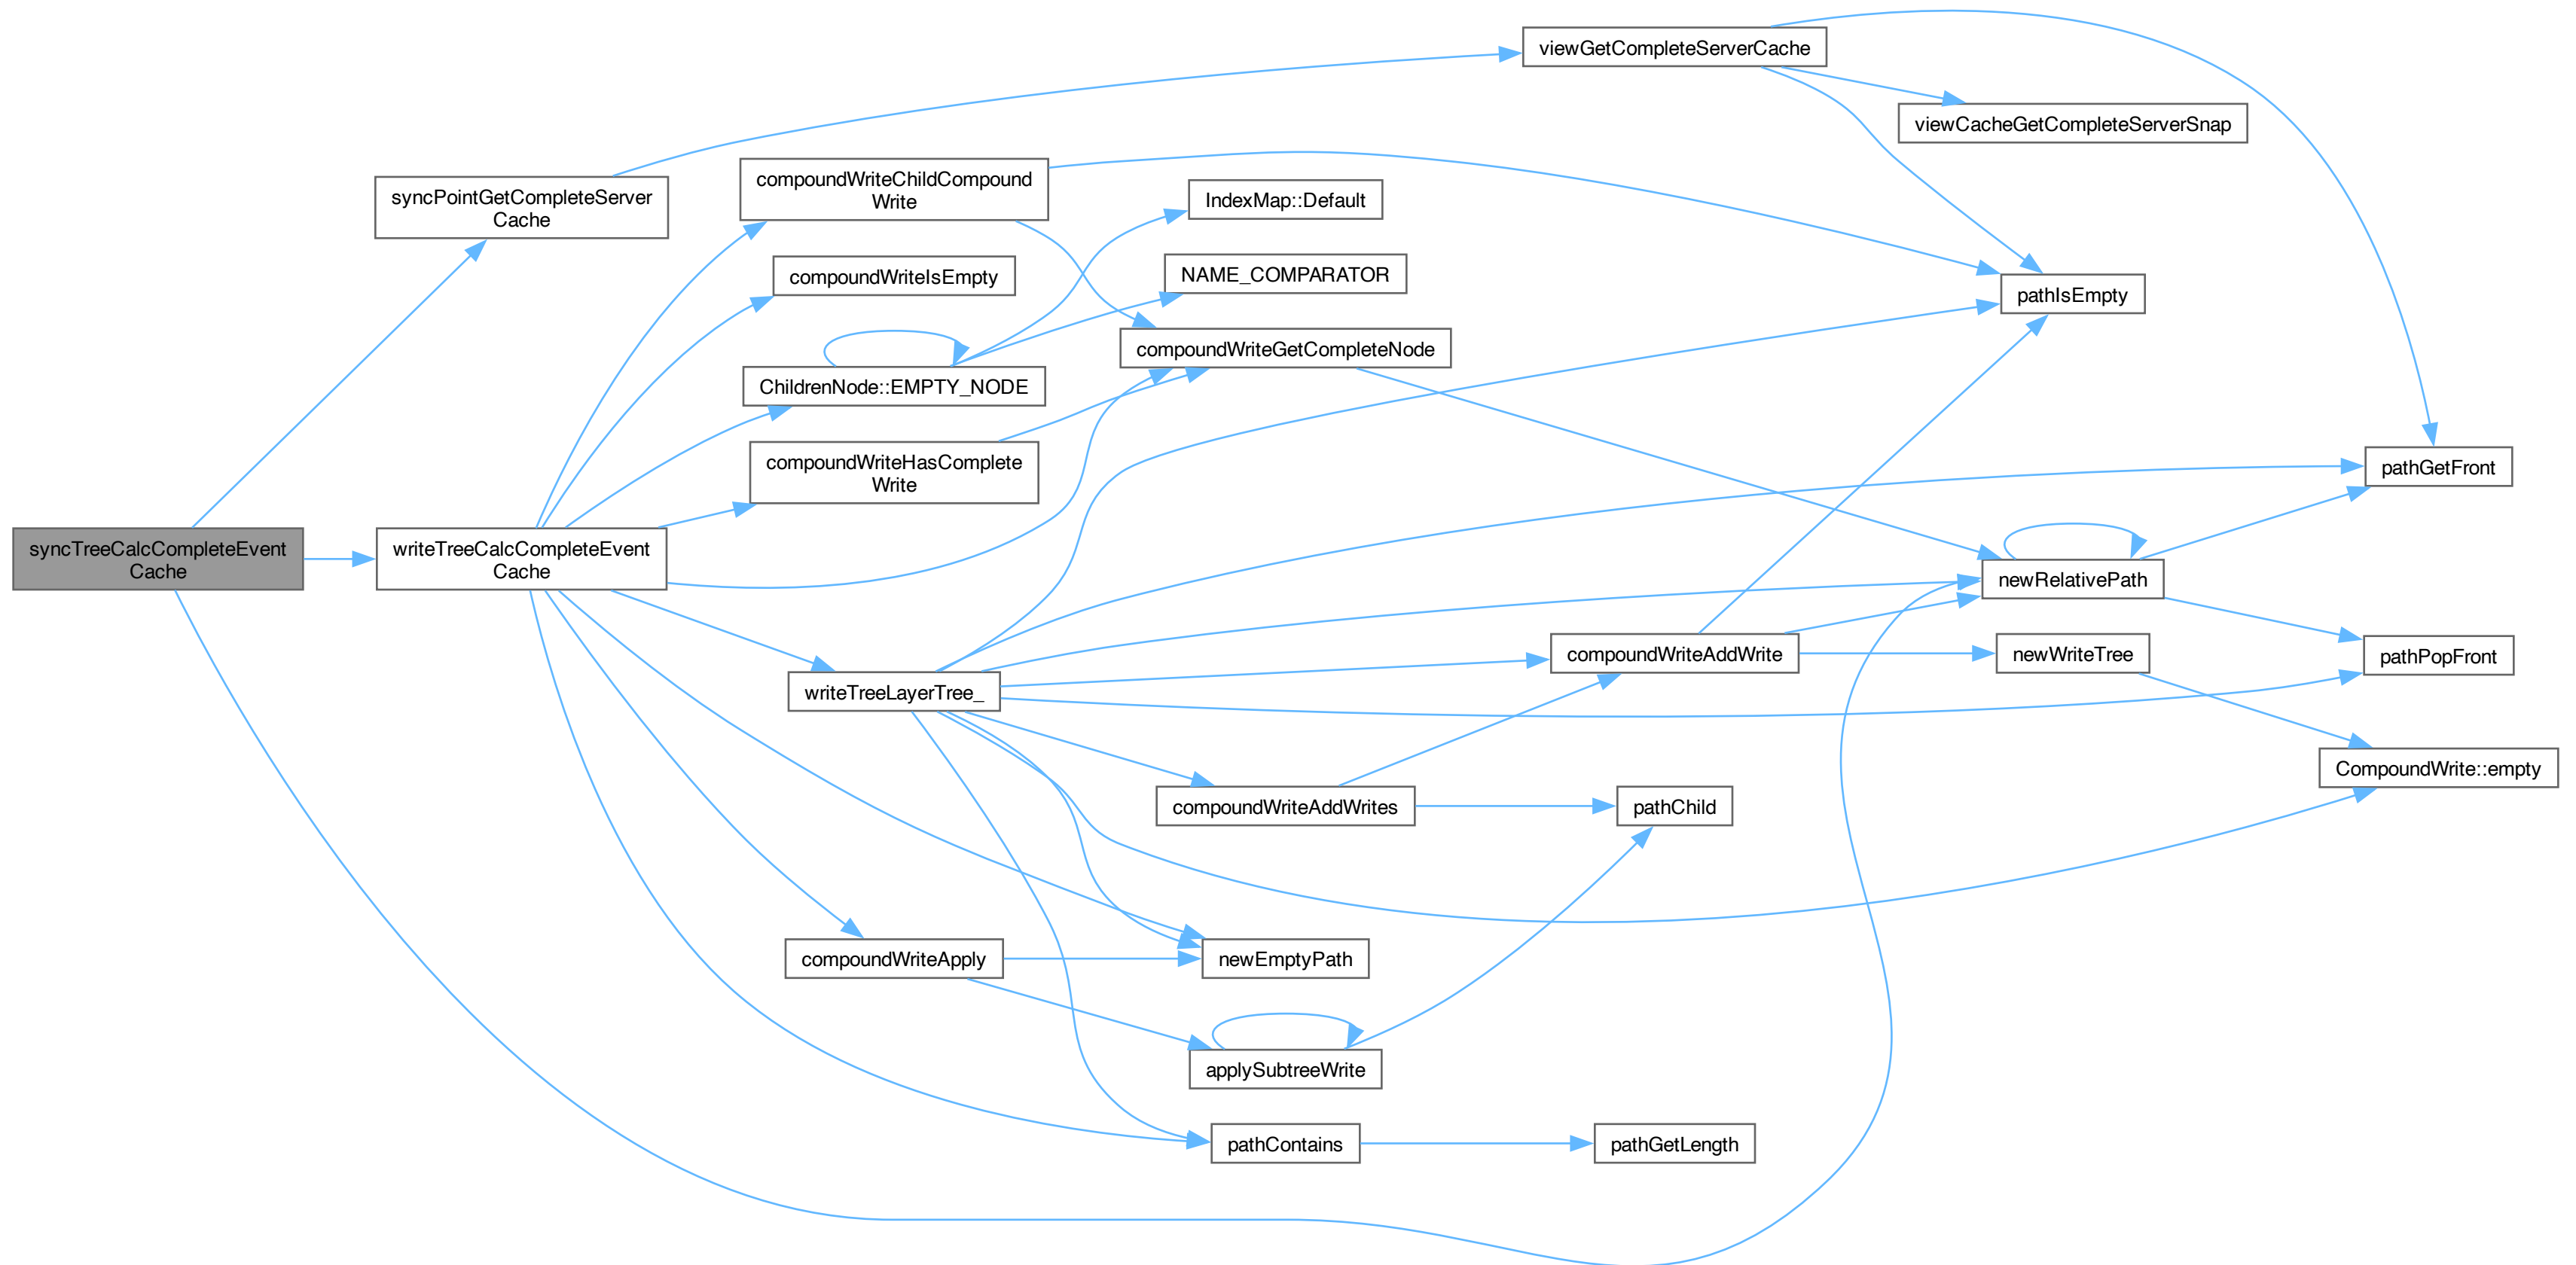 syncTreeCalcCompleteEvent
Cache
syncPointGetCompleteServer
Cache
writeTreeCalcCompleteEvent
Cache
compoundWriteChildCompound
Write
compoundWriteIsEmpty
ChildrenNode::EMPTY_NODE
compoundWriteHasComplete
Write
writeTreeLayerTree_
compoundWriteApply
IndexMap::Default
NAME_COMPARATOR
compoundWriteGetCompleteNode
compoundWriteAddWrites
newEmptyPath
applySubtreeWrite
pathContains
viewGetCompleteServerCache
compoundWriteAddWrite
pathChild
pathGetLength
viewCacheGetCompleteServerSnap
pathIsEmpty
newRelativePath
newWriteTree
pathGetFront
pathPopFront
CompoundWrite::empty